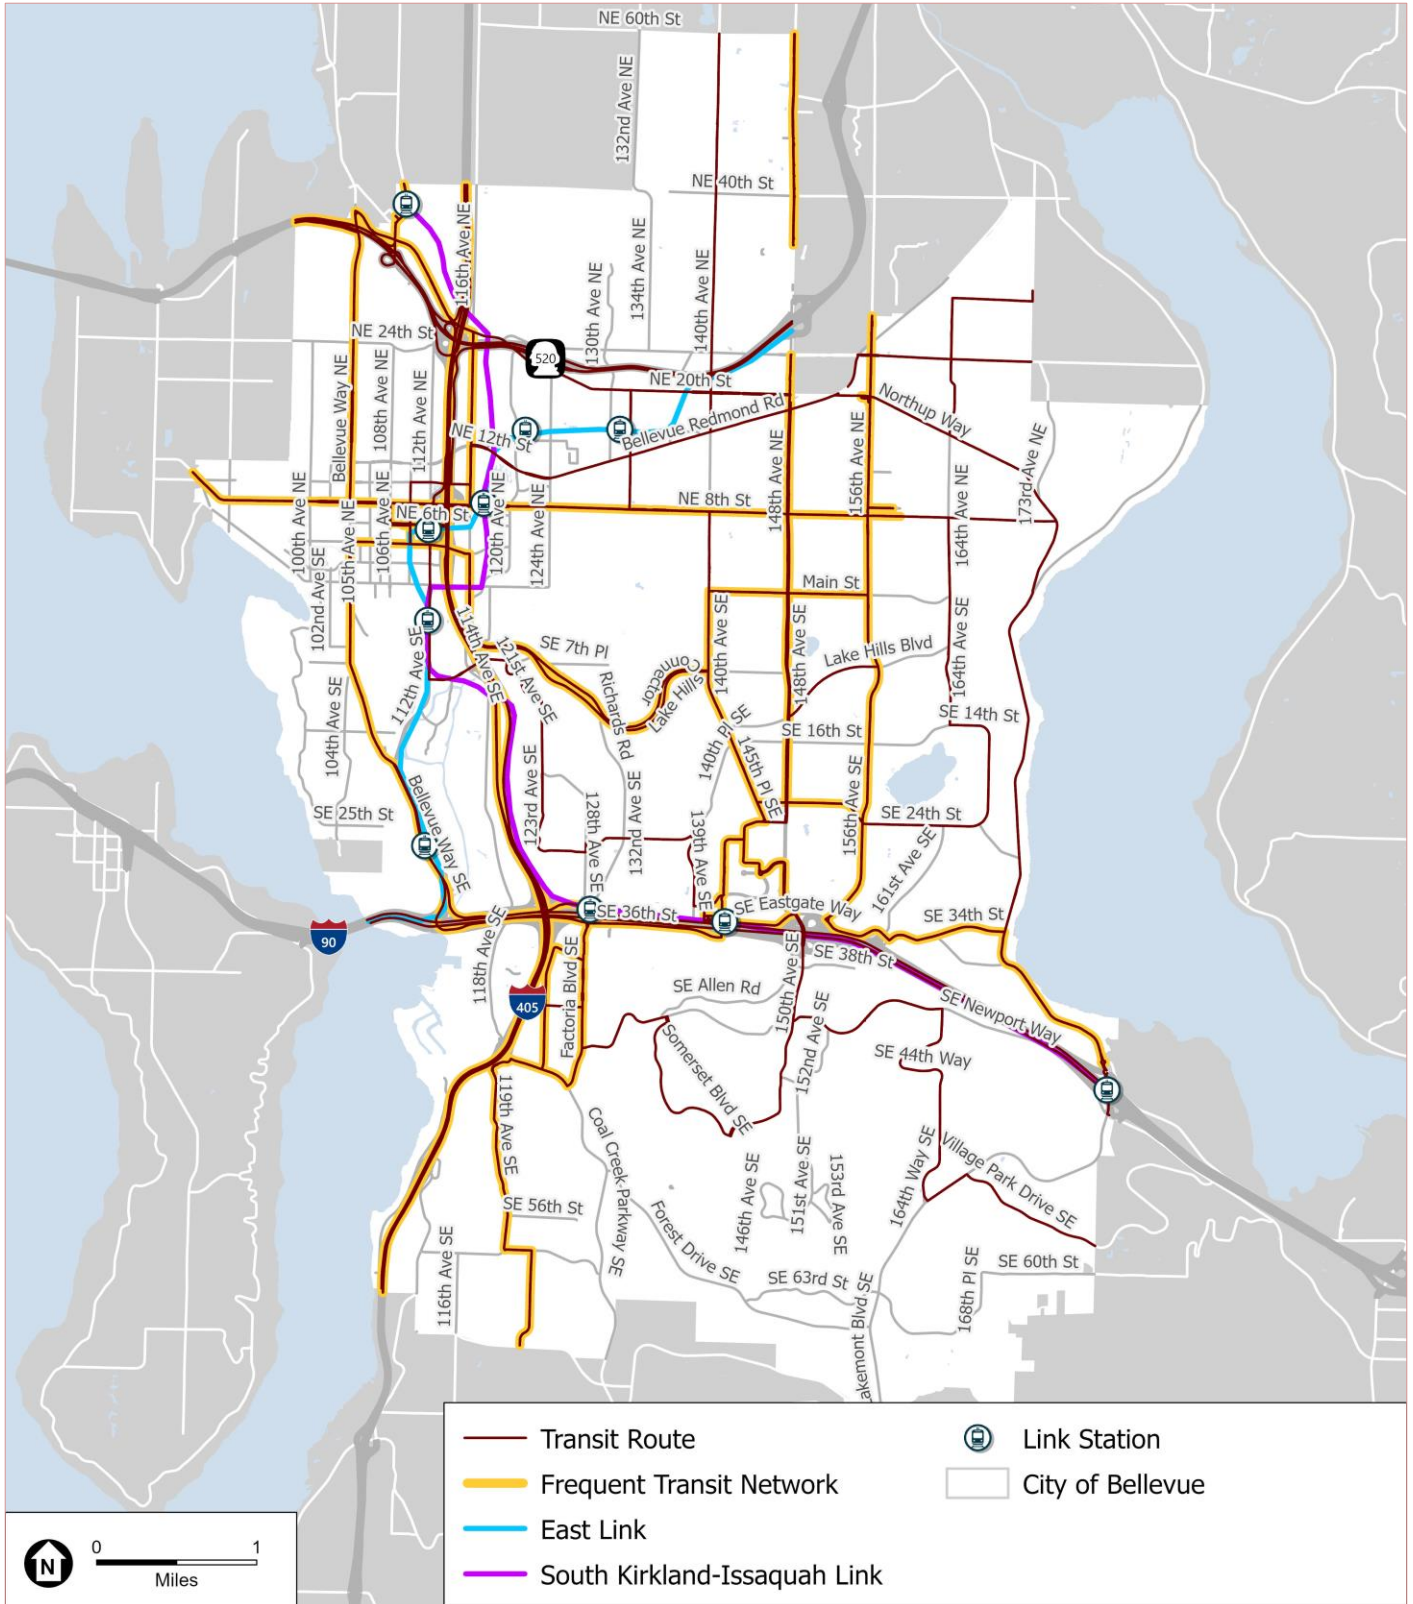 NE 60th St
132nd Ave NE
NE 40th St
134th Ave NE
116th Ave NE
130th Ave NE
140th Ave NE
NE 24th St
520
Bellevue Way NE
108th Ave NE
112th Ave NE
NE 20th St
Bellevue Redmond Rd
Northup Way
NE 12th St
148th Ave NE
156th Ave NE
173rd Ave NE
164th Ave NE
100th Ave NE
105th Ave NE
106th Ave NE
NE 6th St
120th Ave NE
124th Ave NE
NE 8th St
102nd Ave SE
Main St
114th Ave SE
121st Ave SE
SE 7th Pl
Lake Hills
Connector
140th Ave SE
148th Ave SE
Lake Hills Blvd
164th Ave SE
112th Ave SE
104th Ave SE
Richards Rd
140th Pl SE
145th Pl SE
SE 16th St
SE 14th St
Bellevue Way SE
SE 25th St
123rd Ave SE
128th Ave SE
132nd Ave SE
139th Ave SE
156th Ave SE
SE 24th St
161st Ave SE
SE Eastgate Way
SE 34th St
90
118th Ave SE
SE 36th St
SE 38th St
405
Factoria Blvd SE
SE Allen Rd
150th Ave SE
152nd Ave SE
SE Newport Way
SE 44th Way
Somerset Blvd SE
119th Ave SE
Coal Creek Parkway SE
164th Way SE
Village Park Drive SE
146th Ave SE
151st Ave SE
153rd Ave SE
SE 56th St
Forest Drive SE
116th Ave SE
SE 63rd St
168th Pl SE
SE 60th St
akemont Blvd SE
Transit Route
Frequent Transit Network
East Link
South Kirkland-Issaquah Link
Link Station
City of Bellevue
N
0 1
Miles